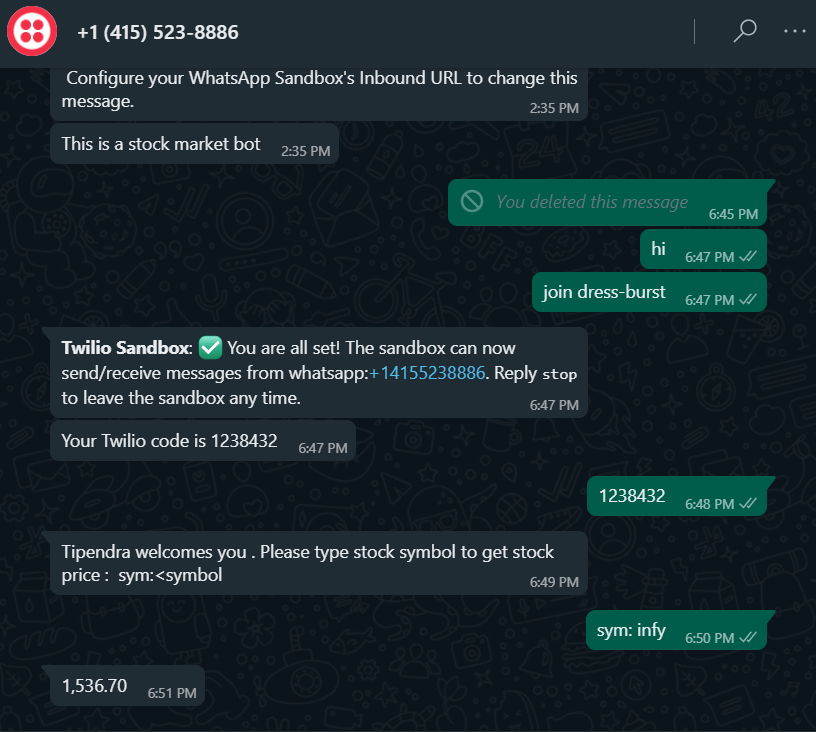 +1 (415) 523-8886
Configure your WhatsApp Sandbox's Inbound URL to change this
message.
2:35 PM
This is a stock market bot
2:35 PM
You deleted this message
6:45 PM
hi
6:47 PM
join dress-burst
6:47 PM
Twilio Sandbox: ✅ You are all set! The sandbox can now
send/receive messages from whatsapp:+14155238886. Reply stop
to leave the sandbox any time.
6:47 PM
Your Twilio code is 1238432
6:47 PM
1238432
6:48 PM
Tipendra welcomes you . Please type stock symbol to get stock
price : sym:<symbol
6:49 PM
sym: infy
6:50 PM
1,536.70
6:51 PM